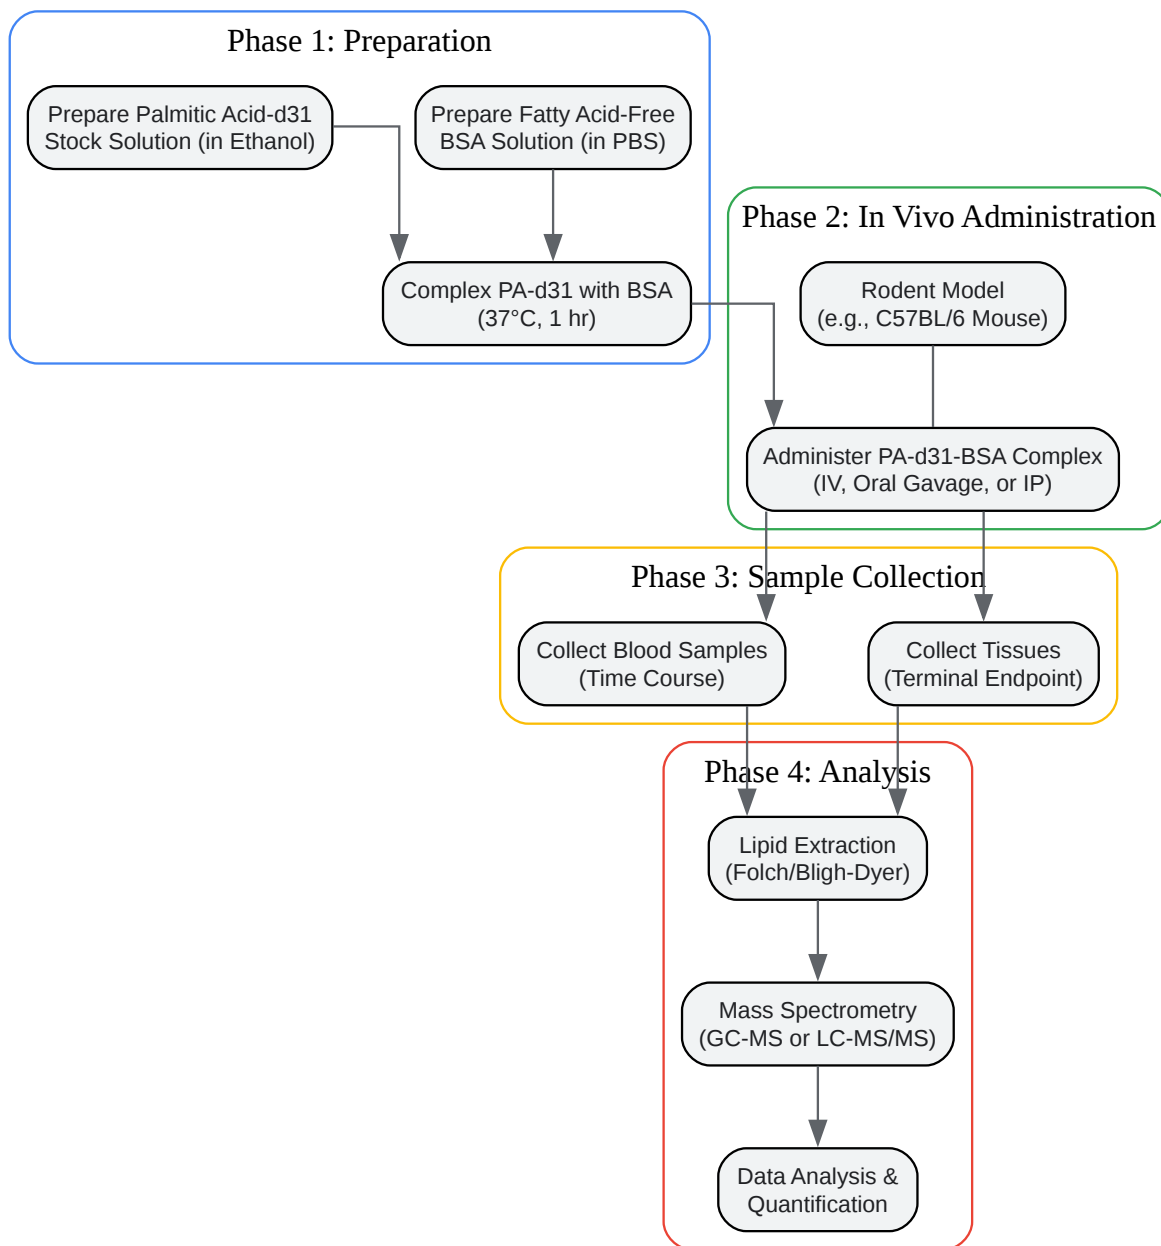 Phase 1: Preparation
Prepare Palmitic Acid-d31
Stock Solution (in Ethanol)
Prepare Fatty Acid-Free
BSA Solution (in PBS)
Complex PA-d31 with BSA
(37°C, 1 hr)
Phase 2: In Vivo Administration
Rodent Model
(e.g., C57BL/6 Mouse)
Administer PA-d31-BSA Complex
(IV, Oral Gavage, or IP)
Phase 3: Sample Collection
Collect Blood Samples
(Time Course)
Collect Tissues
(Terminal Endpoint)
Phase 4: Analysis
Lipid Extraction
(Folch/Bligh-Dyer)
Mass Spectrometry
(GC-MS or LC-MS/MS)
Data Analysis &
Quantification